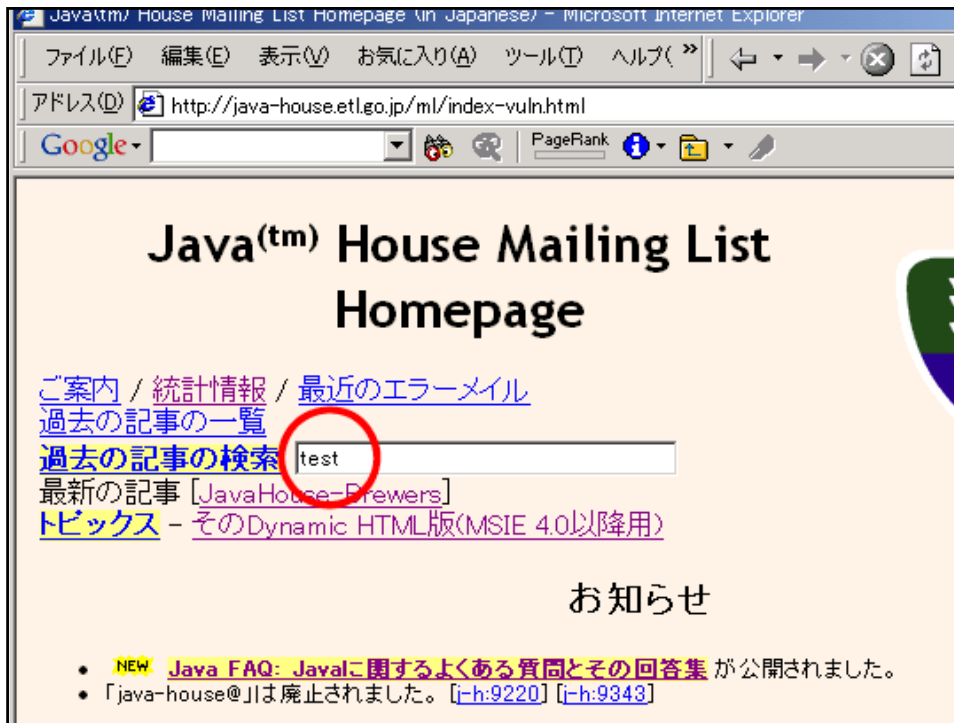 Java(tm) House Mailing List Homepage (in Japanese) - Microsoft Internet Explorer
ファイル(F) 編集(E) 表示(V) お気に入り(A) ツール(T) ヘルプ( »
アドレス(D) http://java-house.etl.go.jp/ml/index-vuln.html
Google PageRank
Java(tm) House Mailing List
Homepage
ご案内 / 統計情報 / 最近のエラーメイル
過去の記事の一覧
過去の記事の検索 test
最新の記事 [JavaHouse-Brewers]
トピックス - そのDynamic HTML版(MSIE 4.0以降用)
お知らせ
• NEW Java FAQ: Javaに関するよくある質問とその回答集 が公開されました。
• 「java-house@」は廃止されました。[j-h:9220] [j-h:9343]